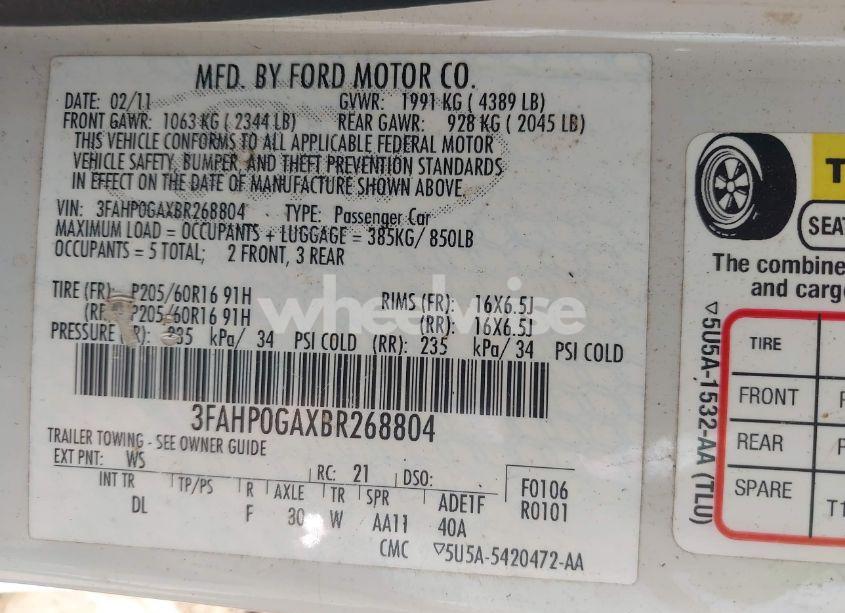 MFD. BY FORD MOTOR CO.
DATE: 02/11 GVWR: 1991 KG ( 4389 LB)
FRONT GAWR: 1063 KG ( 2344 LB) REAR GAWR: 928 KG ( 2045 LB)
THIS VEHICLE CONFORMS TO ALL APPLICABLE FEDERAL MOTOR
VEHICLE SAFETY, BUMPER, AND THEFT PREVENTION STANDARDS
IN EFFECT ON THE DATE OF MANUFACTURE SHOWN ABOVE.
VIN: 3FAHP0GAXBR268804 TYPE: Passenger Car
MAXIMUM LOAD = OCCUPANTS + LUGGAGE = 385KG/ 850LB
OCCUPANTS = 5 TOTAL; 2 FRONT, 3 REAR
TIRE (FR): P205/60R16 91H RIMS (FR): 16X6.5J
(RR): P205/60R16 91H (RR): 16X6.5J
PRESSURE (FR): 235 kPa/ 34 PSI COLD (RR): 235 kPa/ 34 PSI COLD
3FAHP0GAXBR268804
TRAILER TOWING - SEE OWNER GUIDE
EXT PNT: WS RC: 21 DSO: F0106
INT TR TP/PS R AXLE TR SPR ADE1F R0101
DL F 30 W AA11 40A
CMC ▽5U5A-5420472-AA
wheelwise
▽5U5A-1532-AA (TLU)
T
SEAT
The combine
and carg
TIRE
FRONT P
REAR P
SPARE T1